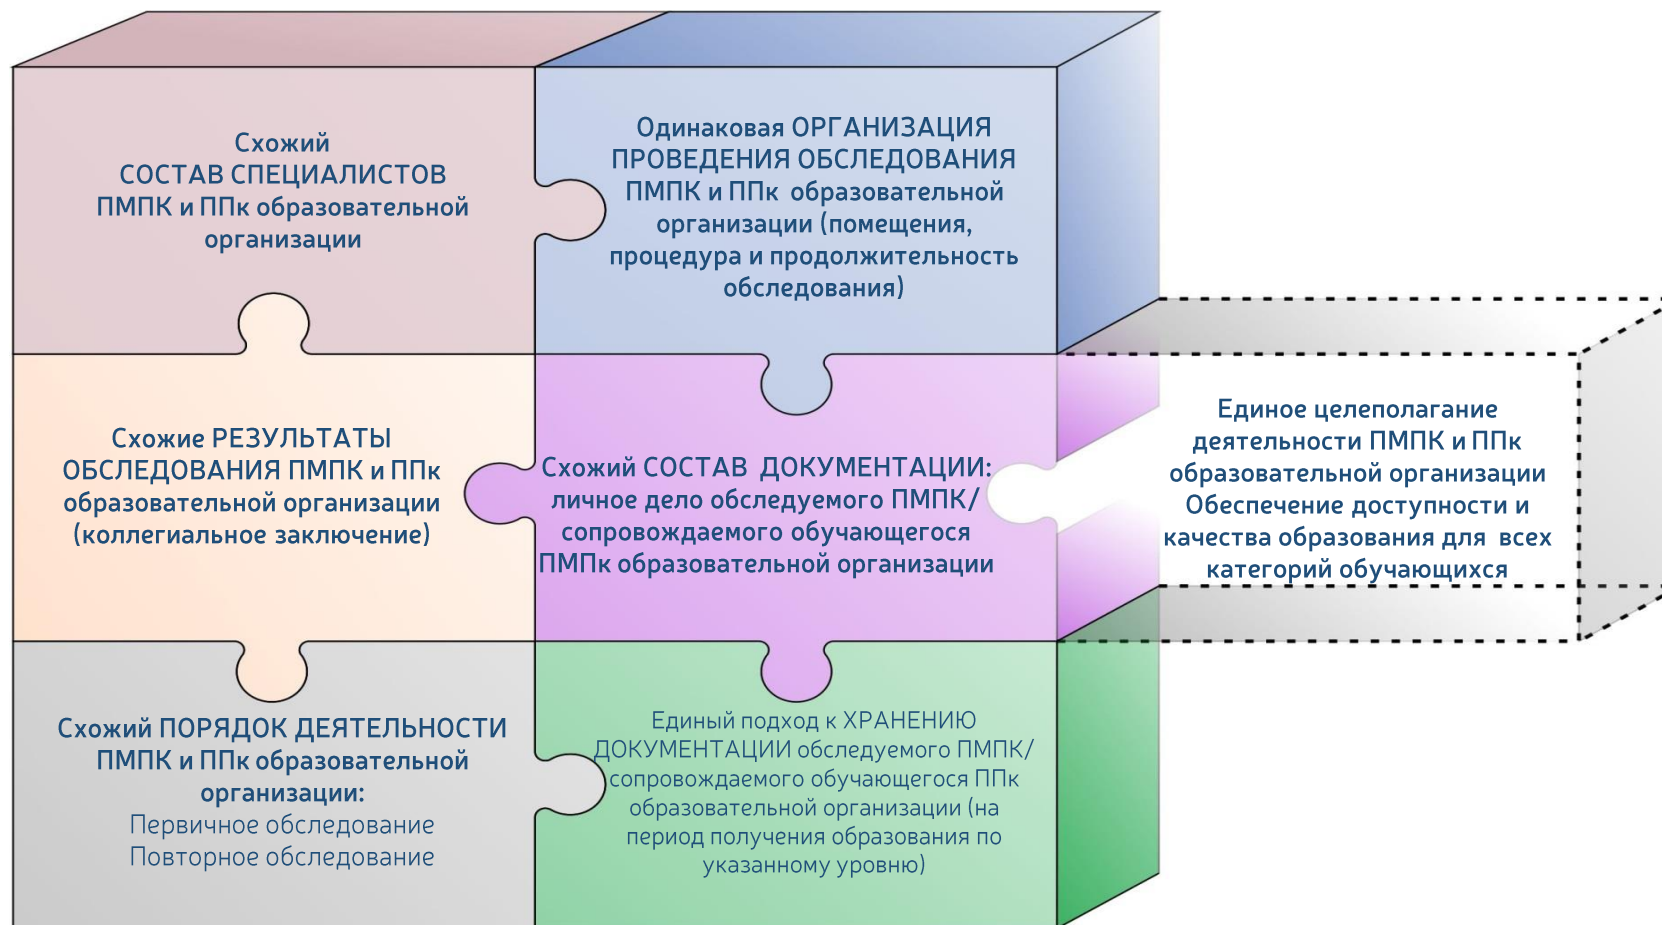 Схожий
СОСТАВ СПЕЦИАЛИСТОВ
ПМПК и ППк образовательной
организации
Одинаковая ОРГАНИЗАЦИЯ
ПРОВЕДЕНИЯ ОБСЛЕДОВАНИЯ
ПМПК и ППк образовательной
организации (помещения,
процедура и продолжительность
обследования)
Схожие РЕЗУЛЬТАТЫ
ОБСЛЕДОВАНИЯ ПМПК и ППк
образовательной организации
(коллегиальное заключение)
Схожий СОСТАВ ДОКУМЕНТАЦИИ:
личное дело обследуемого ПМПК/
сопровождаемого обучающегося
ПМПк образовательной организации
Единое целеполагание
деятельности ПМПК и ППк
образовательной организации
Обеспечение доступности и
качества образования для всех
категорий обучающихся
Схожий ПОРЯДОК ДЕЯТЕЛЬНОСТИ
ПМПК и ППк образовательной
организации:
Первичное обследование
Повторное обследование
Единый подход к ХРАНЕНИЮ
ДОКУМЕНТАЦИИ обследуемого ПМПК/
сопровождаемого обучающегося ППк
образовательной организации (на
период получения образования по
указанному уровню)